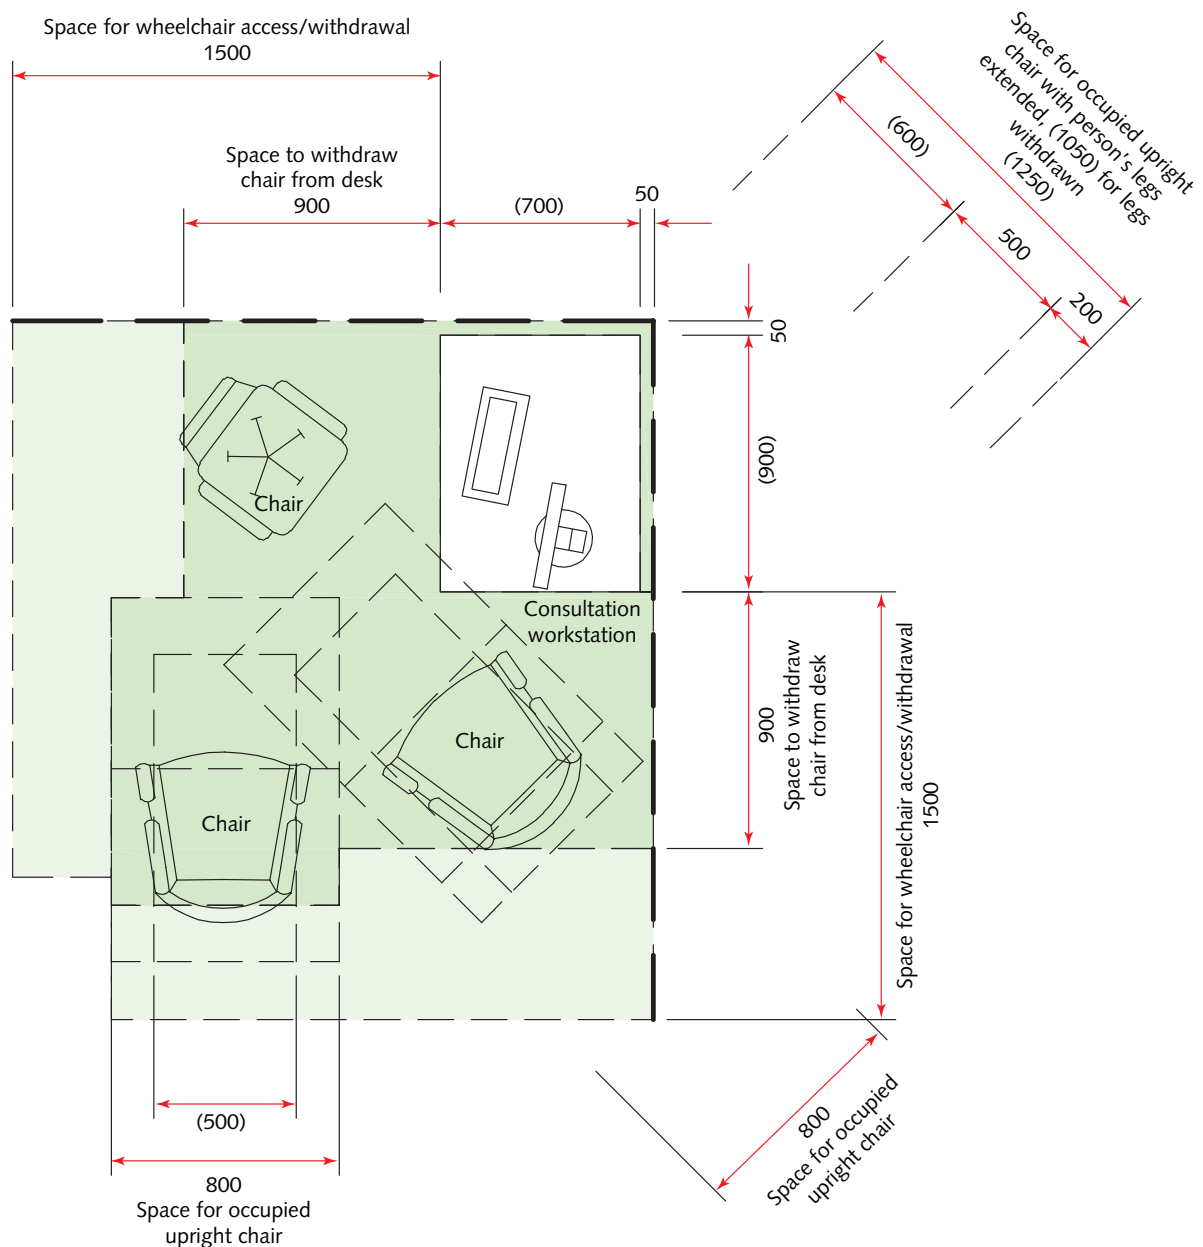 Space for wheelchair access/withdrawal
1500
Space to withdraw
chair from desk
900
(700)
50
Space for occupied upright
chair with person's legs
extended, (1050) for legs
withdrawn
(1250)
(600)
500
200
50
(900)
Chair
Consultation
workstation
Chair
Chair
900
Space to withdraw
chair from desk
Space for wheelchair access/withdrawal
1500
(500)
800
Space for occupied
upright chair
800
Space for occupied
upright chair